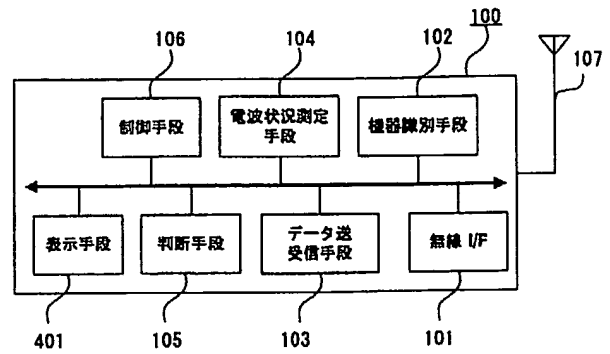 106
104
102
100
107
制御手段
電波状況測定
手段
機器識別手段
表示手段
判断手段
データ送
受信手段
無線 I/F
401
105
103
101